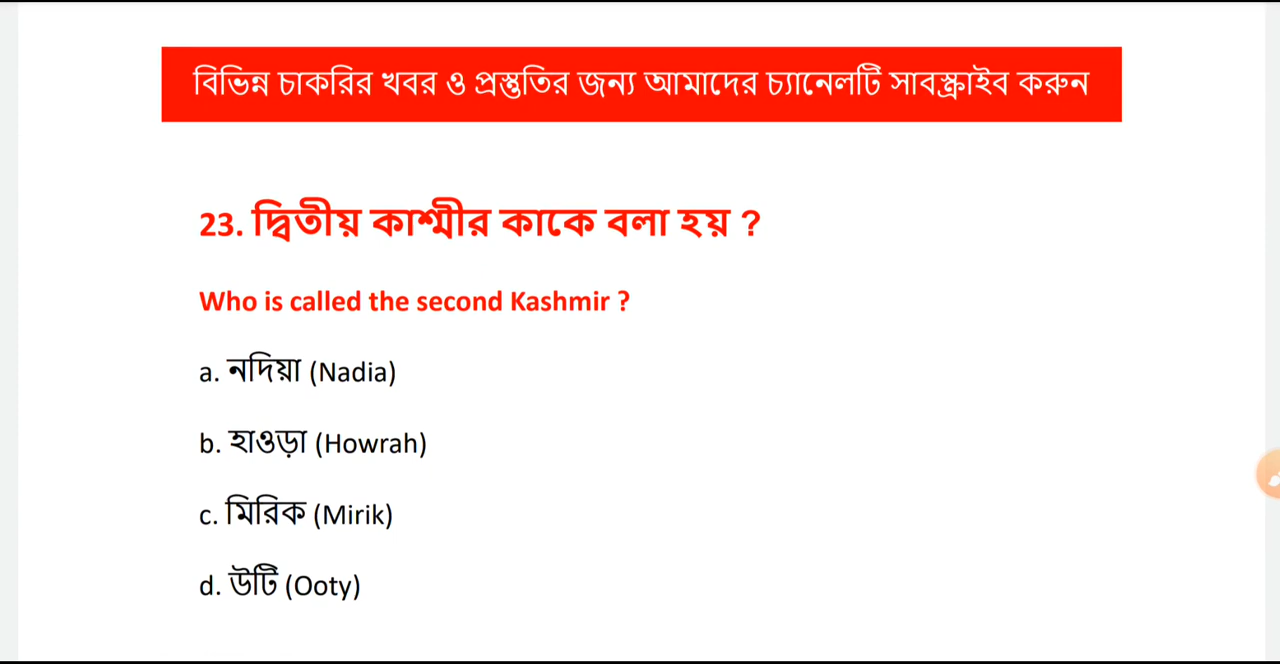 বিভিন্ন চাকরির খবর ও প্রস্তুতির জন্য আমাদের চ্যানেলটি সাবস্ক্রাইব করুন
23. দ্বিতীয় কাশ্মীর কাকে বলা হয় ?
Who is called the second Kashmir ?
a. নদিয়া (Nadia)
b. হাওড়া (Howrah)
c. মিরিক (Mirik)
d. উটি (Ooty)